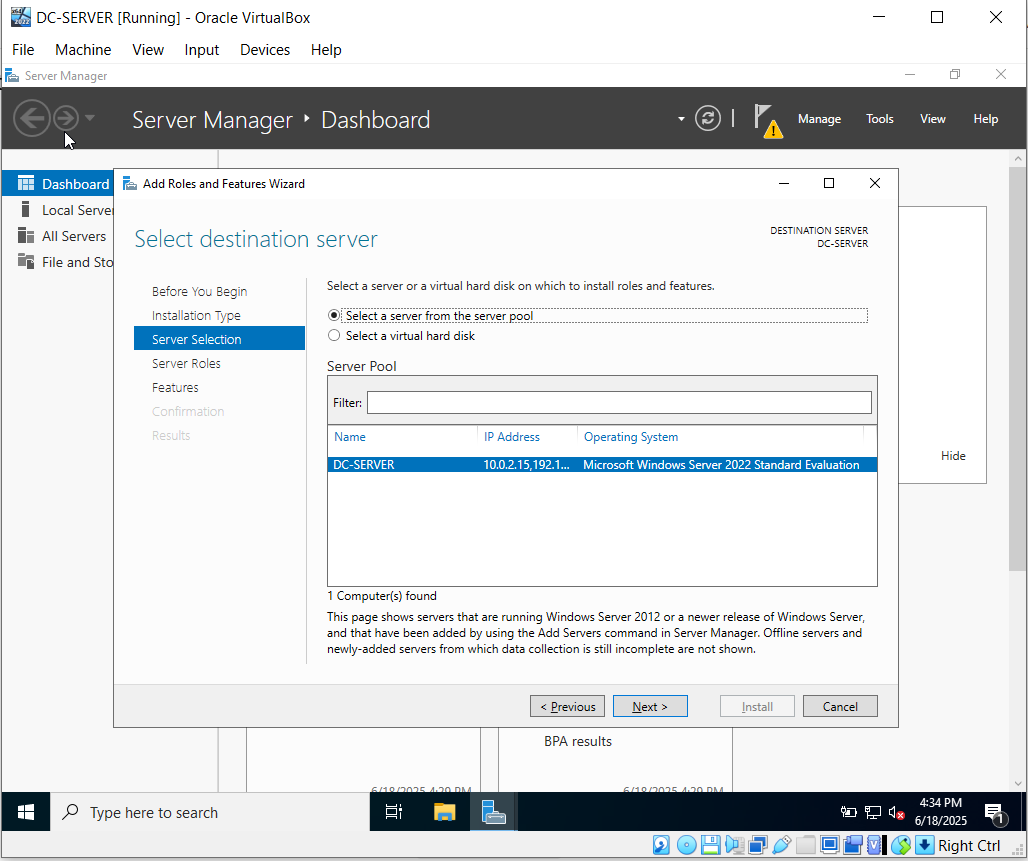 DC-SERVER [Running] - Oracle VirtualBox
File Machine View Input Devices Help
Server Manager
Server Manager Dashboard
Manage Tools View Help
Dashboard
Local Server
All Servers
File and Sto
Add Roles and Features Wizard
Select destination server
DESTINATION SERVER
DC-SERVER
Before You Begin
Installation Type
Server Selection
Server Roles
Features
Confirmation
Results
Select a server or a virtual hard disk on which to install roles and features.
Select a server from the server pool
Select a virtual hard disk
Server Pool
Filter:
Name IP Address Operating System
DC-SERVER 10.0.2.15,192.1... Microsoft Windows Server 2022 Standard Evaluation
1 Computer(s) found
This page shows servers that are running Windows Server 2012 or a newer release of Windows Server,
and that have been added by using the Add Servers command in Server Manager. Offline servers and
newly-added servers from which data collection is still incomplete are not shown.
< Previous Next > Install Cancel
Hide
BPA results
6/18/2025 4:29 PM 6/18/2025 4:29 PM
Type here to search
4:34 PM
6/18/2025
1
Right Ctrl